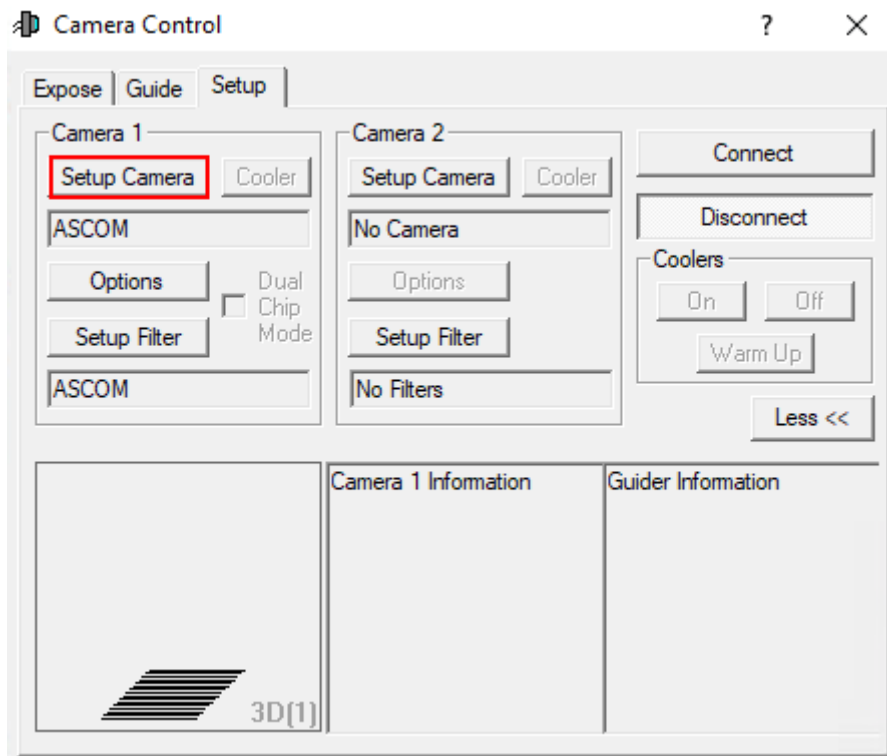 Camera Control ?
Expose Guide Setup
Camera 1
Setup Camera Cooler
ASCOM
Options
Dual Chip Mode
Setup Filter
ASCOM
Camera 2
Setup Camera Cooler
No Camera
Options
Setup Filter
No Filters
Connect
Disconnect
Coolers
On Off
Warm Up
Less <<
3D(1)
Camera 1 Information
Guider Information